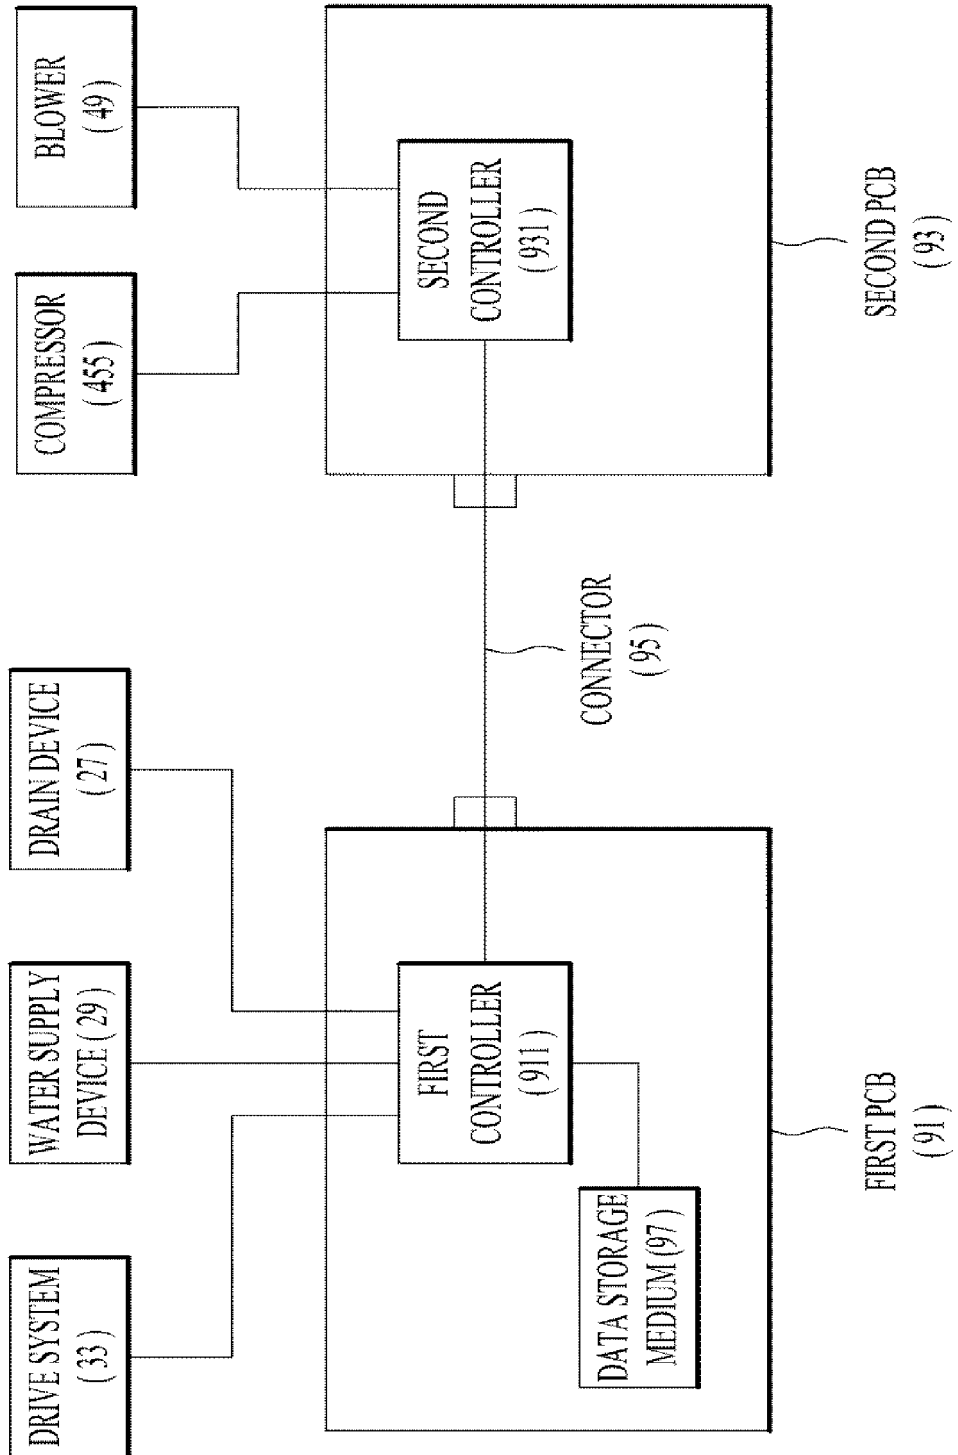 DRIVE SYSTEM
(33)
WATER SUPPLY
DEVICE (29)
DRAIN DEVICE
(27)
COMPRESSOR
(455)
BLOWER
(49)
FIRST
CONTROLLER
(911)
SECOND
CONTROLLER
(931)
DATA STORAGE
MEDIUM (97)
CONNECTOR
(95)
FIRST PCB
(91)
SECOND PCB
(93)